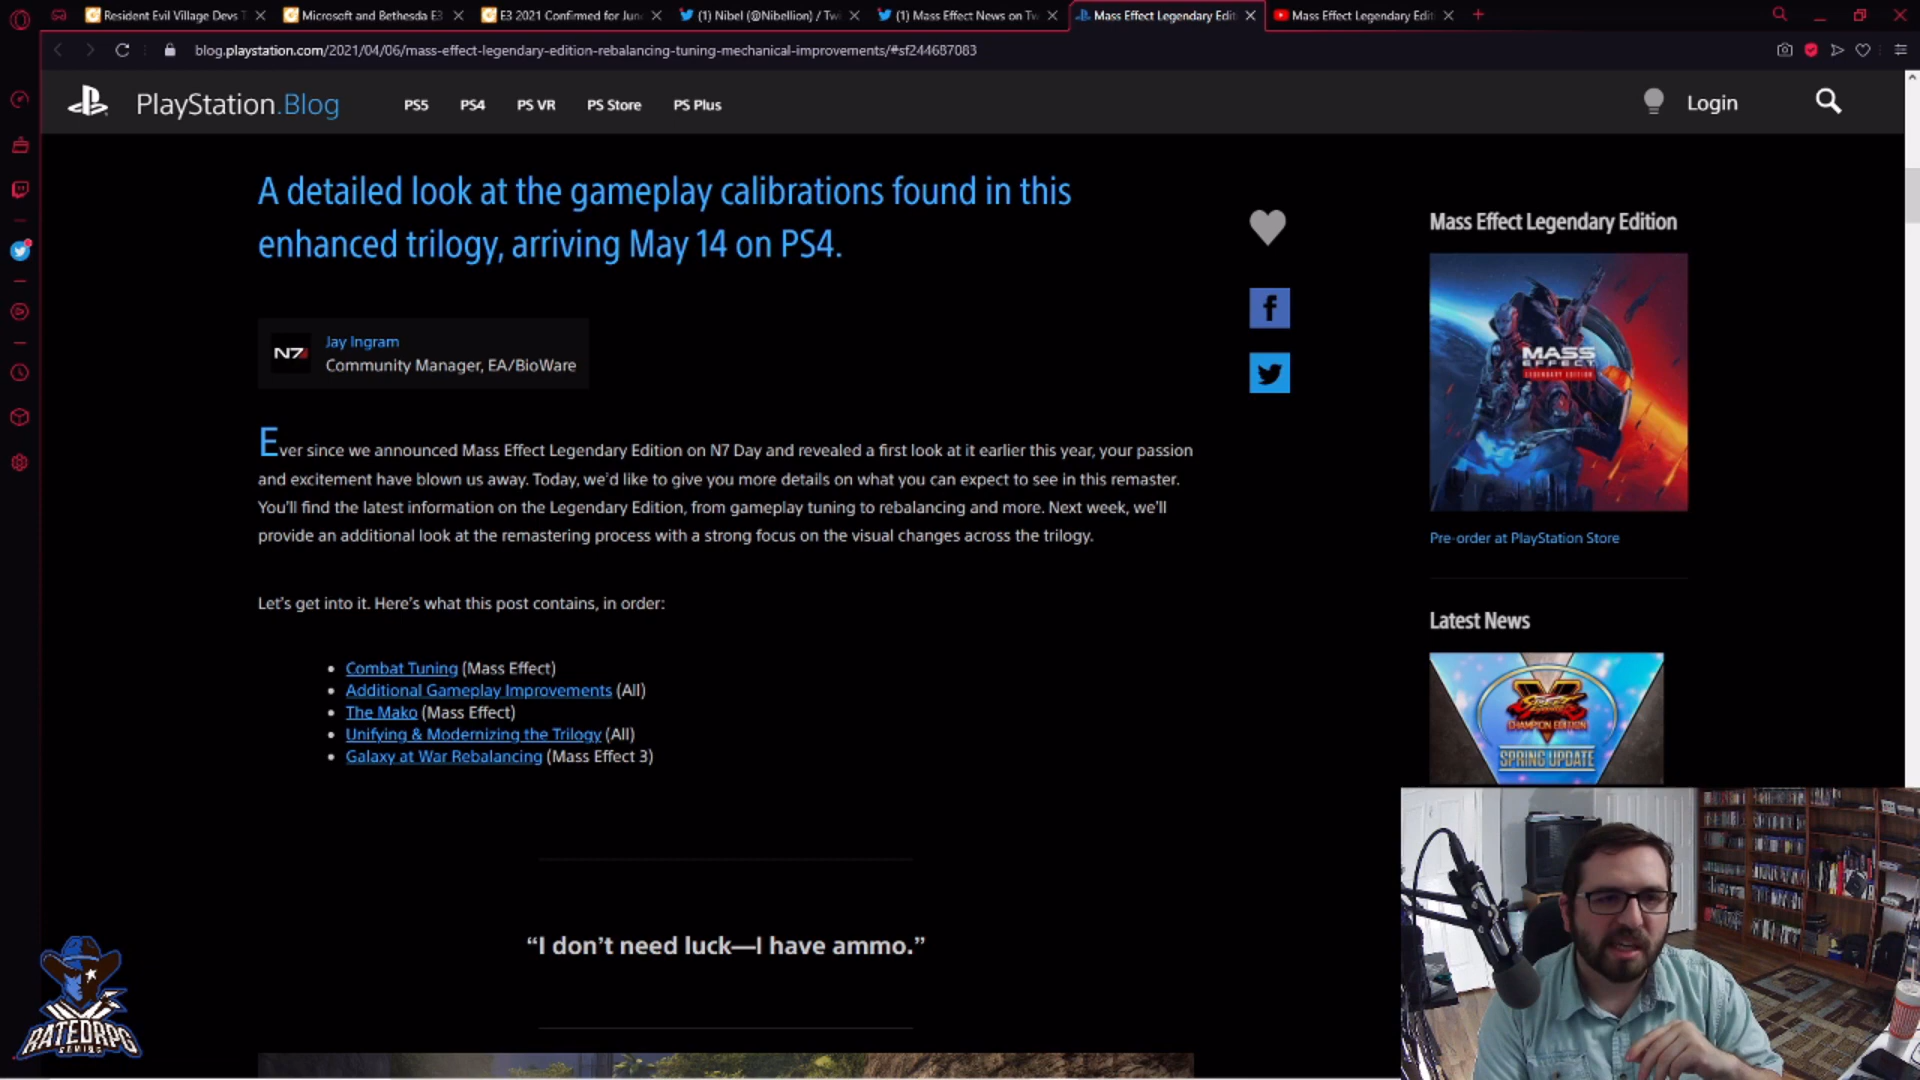 Resident Evil Village Devs T
Microsoft and Bethesda E3
E3 2021 Confirmed for Jun
(1) Nibel (@Nibellion) / Twi
(1) Mass Effect News on Tw
Mass Effect Legendary Edit
Mass Effect Legendary Edit
blog.playstation.com/2021/04/06/mass-effect-legendary-edition-rebalancing-tuning-mechanical-improvements/#sf244687083
PlayStation.Blog
PS5
PS4
PS VR
PS Store
PS Plus
Login
A detailed look at the gameplay calibrations found in this
enhanced trilogy, arriving May 14 on PS4.
N7
Jay Ingram
Community Manager, EA/BioWare
Ever since we announced Mass Effect Legendary Edition on N7 Day and revealed a first look at it earlier this year, your passion
and excitement have blown us away. Today, we'd like to give you more details on what you can expect to see in this remaster.
You'll find the latest information on the Legendary Edition, from gameplay tuning to rebalancing and more. Next week, we'll
provide an additional look at the remastering process with a strong focus on the visual changes across the trilogy.
Let's get into it. Here's what this post contains, in order:
• Combat Tuning (Mass Effect)
• Additional Gameplay Improvements (All)
• The Mako (Mass Effect)
• Unifying & Modernizing the Trilogy (All)
• Galaxy at War Rebalancing (Mass Effect 3)
“I don’t need luck—I have ammo.”
Mass Effect Legendary Edition
MASS
EFFECT
LEGENDARY EDITION
Pre-order at PlayStation Store
Latest News
STREET
FIGHTER
V
CHAMPION EDITION
SPRING UPDATE
RATEDRPG
GAMING